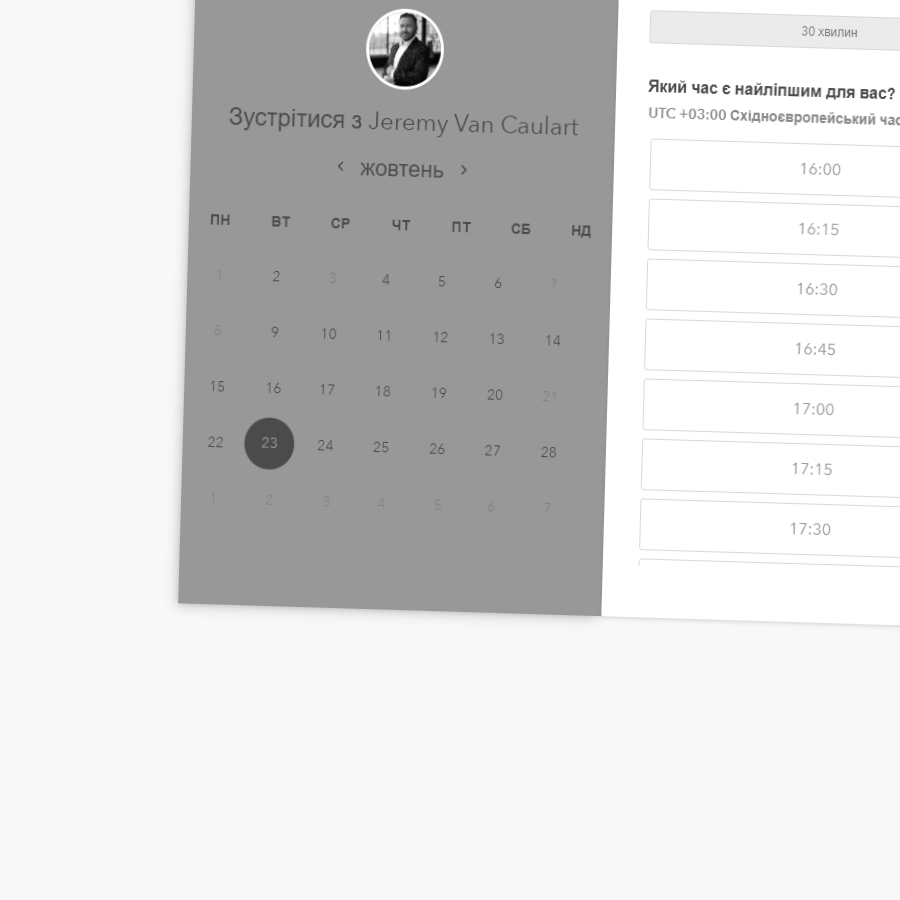 Зустрітися з Jeremy Van Caulart
жовтень
ПН ВТ СР ЧТ ПТ СБ НД
1 2 3 4 5 6 7
8 9 10 11 12 13 14
15 16 17 18 19 20 21
22 23 24 25 26 27 28
1 2 3 4 5 6 7
30 хвилин
Який час є найліпшим для вас?
UTC +03:00 Східноєвропейський час
16:00
16:15
16:30
16:45
17:00
17:15
17:30